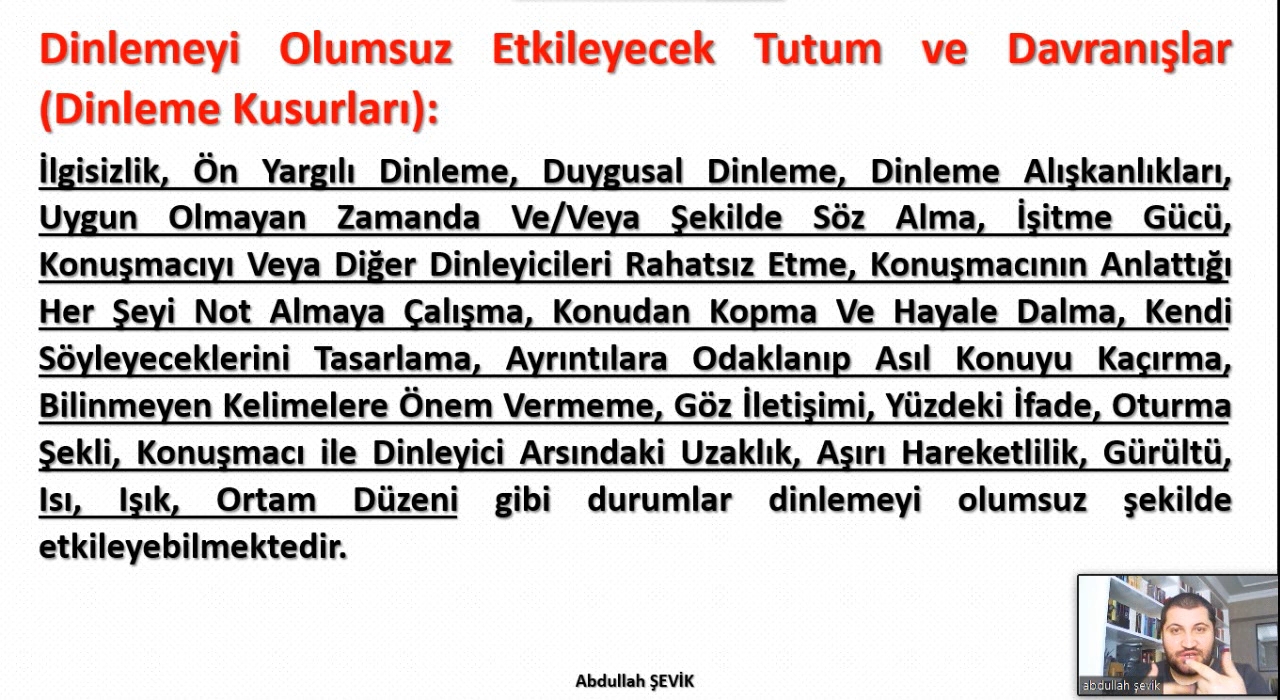 Dinlemeyi Olumsuz Etkileyecek Tutum ve Davranışlar
(Dinleme Kusurları):
İlgisizlik, Ön Yargılı Dinleme, Duygusal Dinleme, Dinleme Alışkanlıkları,
Uygun Olmayan Zamanda Ve/Veya Şekilde Söz Alma, İşitme Gücü,
Konuşmacıyı Veya Diğer Dinleyicileri Rahatsız Etme, Konuşmacının Anlattığı
Her Şeyi Not Almaya Çalışma, Konudan Kopma Ve Hayale Dalma, Kendi
Söyleyeceklerini Tasarlama, Ayrıntılara Odaklanıp Asıl Konuyu Kaçırma,
Bilinmeyen Kelimelere Önem Vermeme, Göz İletişimi, Yüzdeki İfade, Oturma
Şekli, Konuşmacı ile Dinleyici Arsındaki Uzaklık, Aşırı Hareketlilik, Gürültü,
Isı, Işık, Ortam Düzeni gibi durumlar dinlemeyi olumsuz şekilde
etkileyebilmektedir.
Abdullah ŞEVİK
abdullah şevik